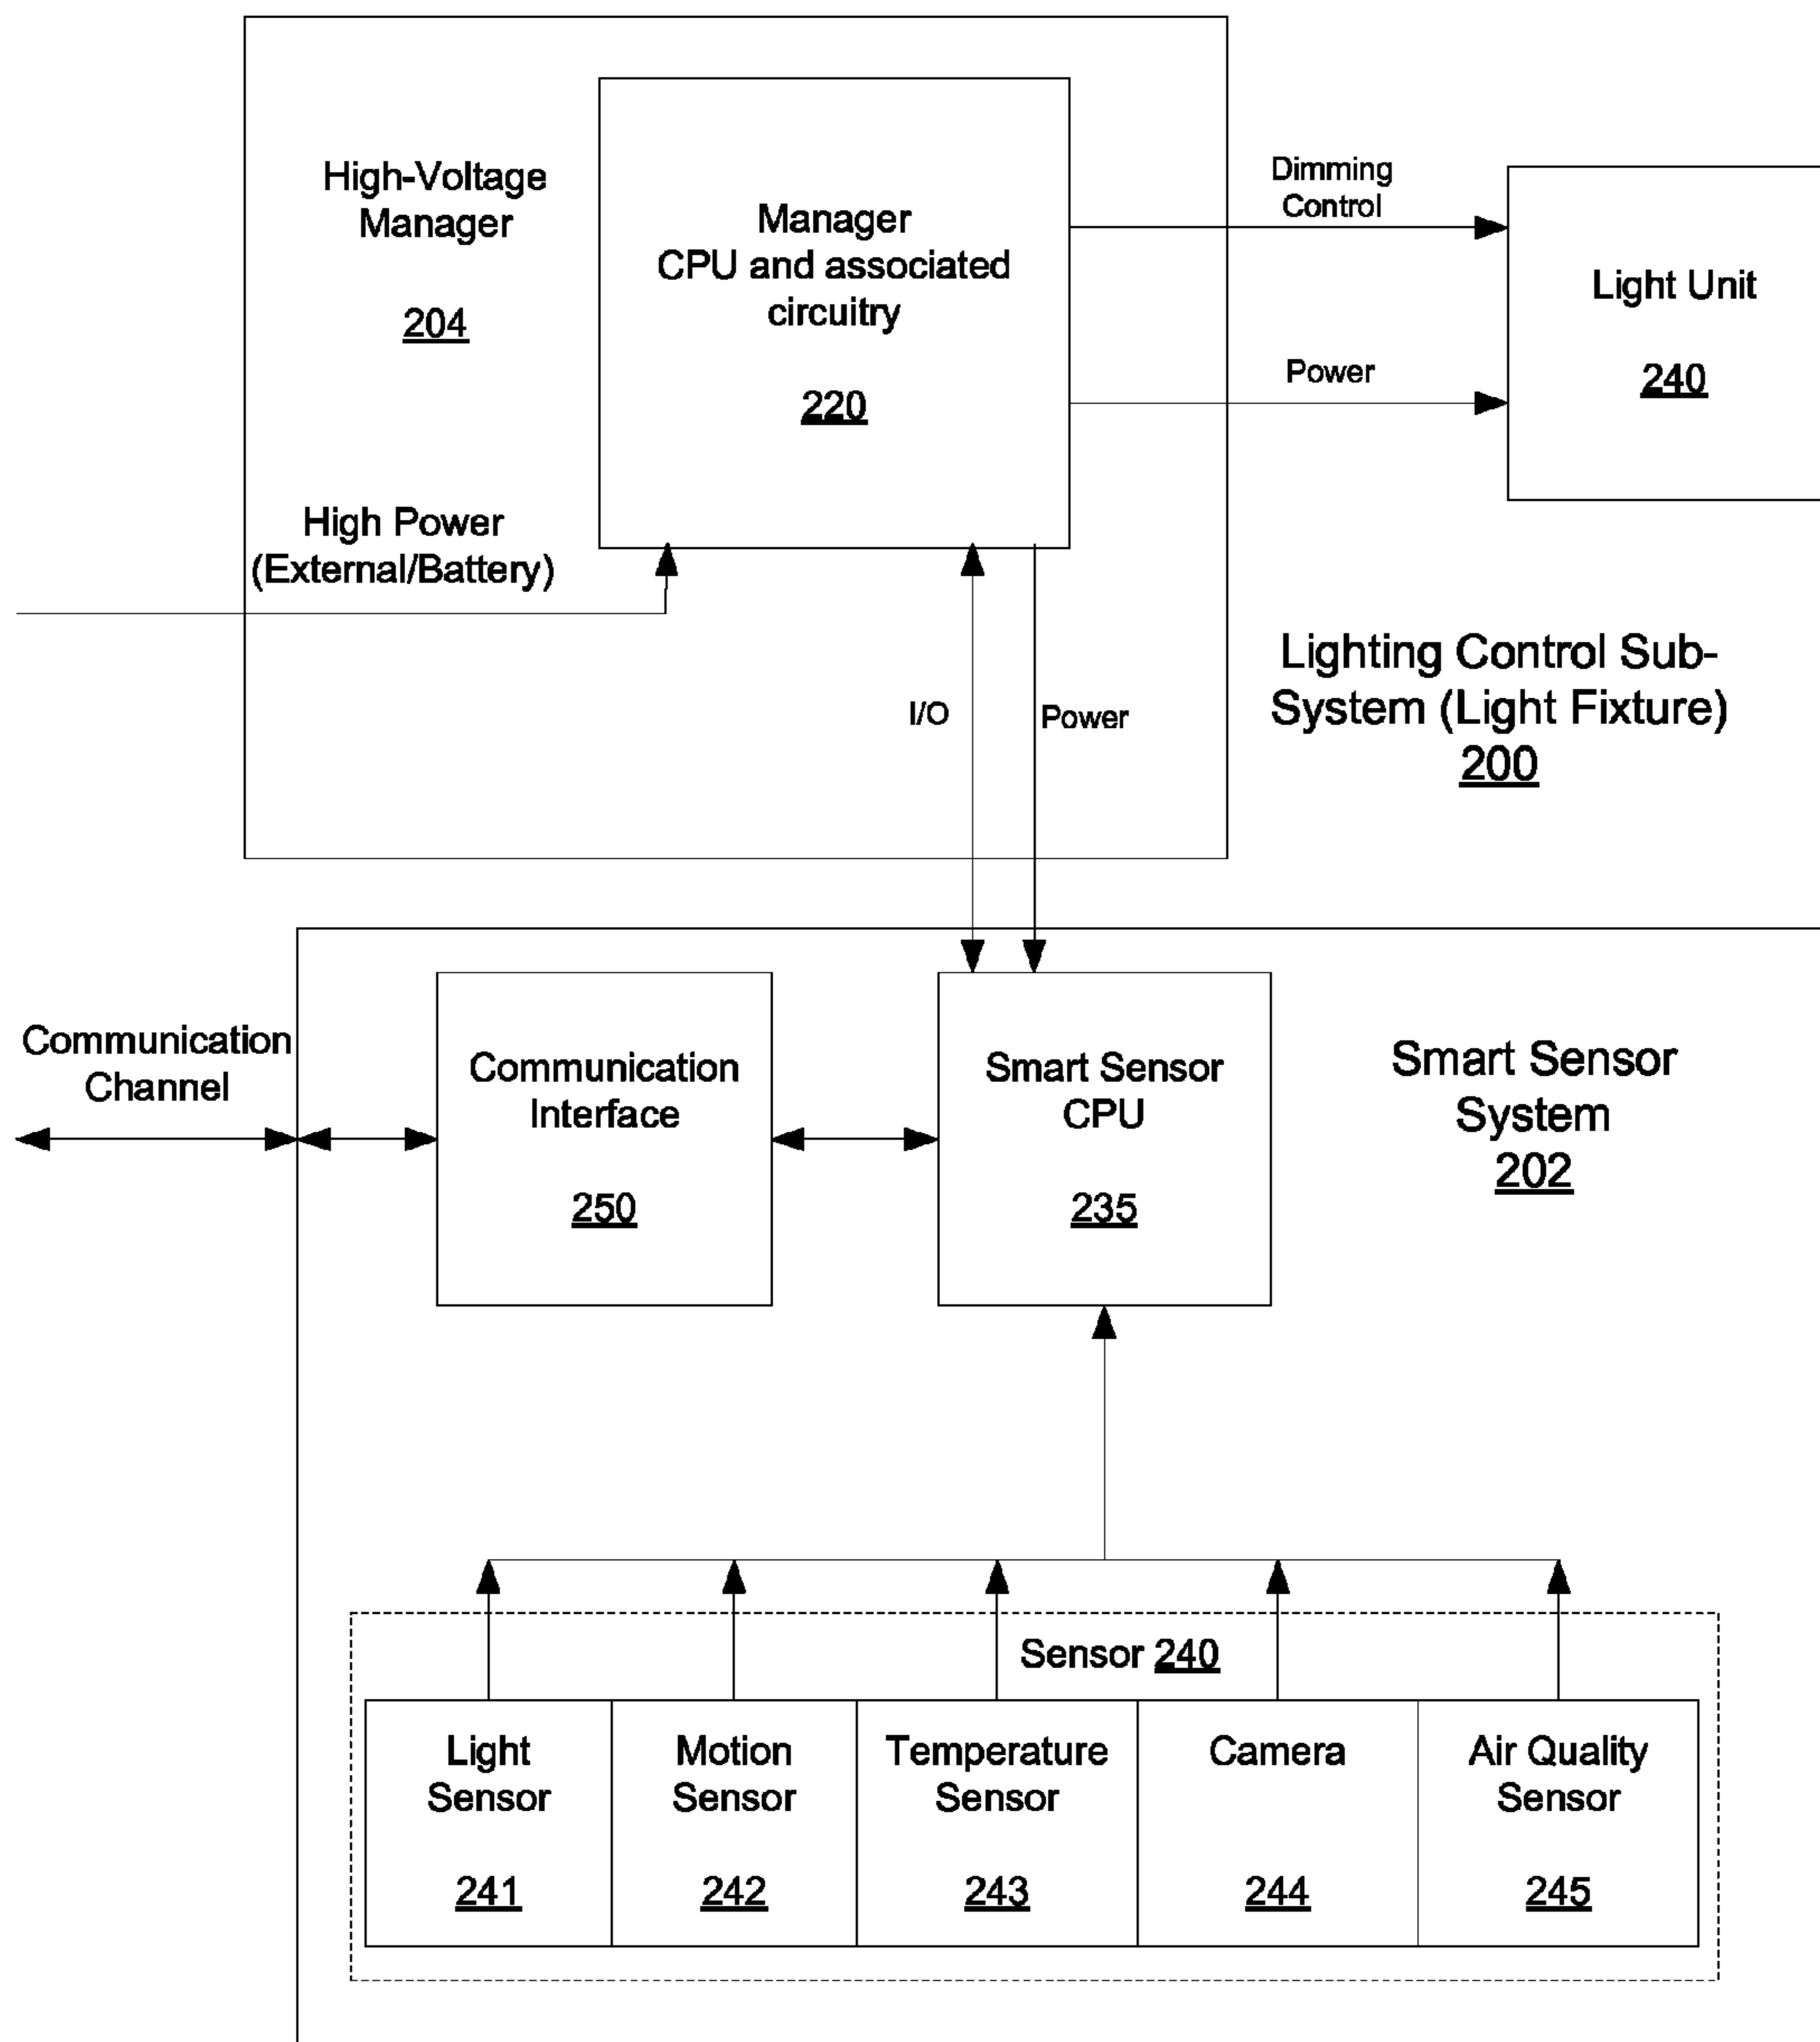 High-Voltage
Manager
204
Manager
CPU and associated
circuitry
220
Dimming
Control
Power
Light Unit
240
High Power
(External/Battery)
I/O
Power
Lighting Control Sub-
System (Light Fixture)
200
Communication
Channel
Communication
Interface
250
Smart Sensor
CPU
235
Smart Sensor
System
202
Sensor 240
Light
Sensor
241
Motion
Sensor
242
Temperature
Sensor
243
Camera
244
Air Quality
Sensor
245